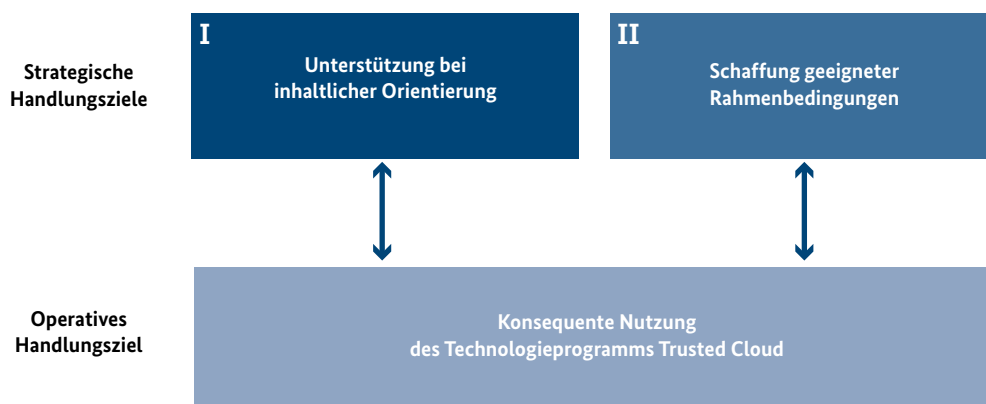 Strategische
Handlungsziele
I
Unterstützung bei
inhaltlicher Orientierung
II
Schaffung geeigneter
Rahmenbedingungen
Operatives
Handlungsziel
Konsequente Nutzung
des Technologieprogramms Trusted Cloud